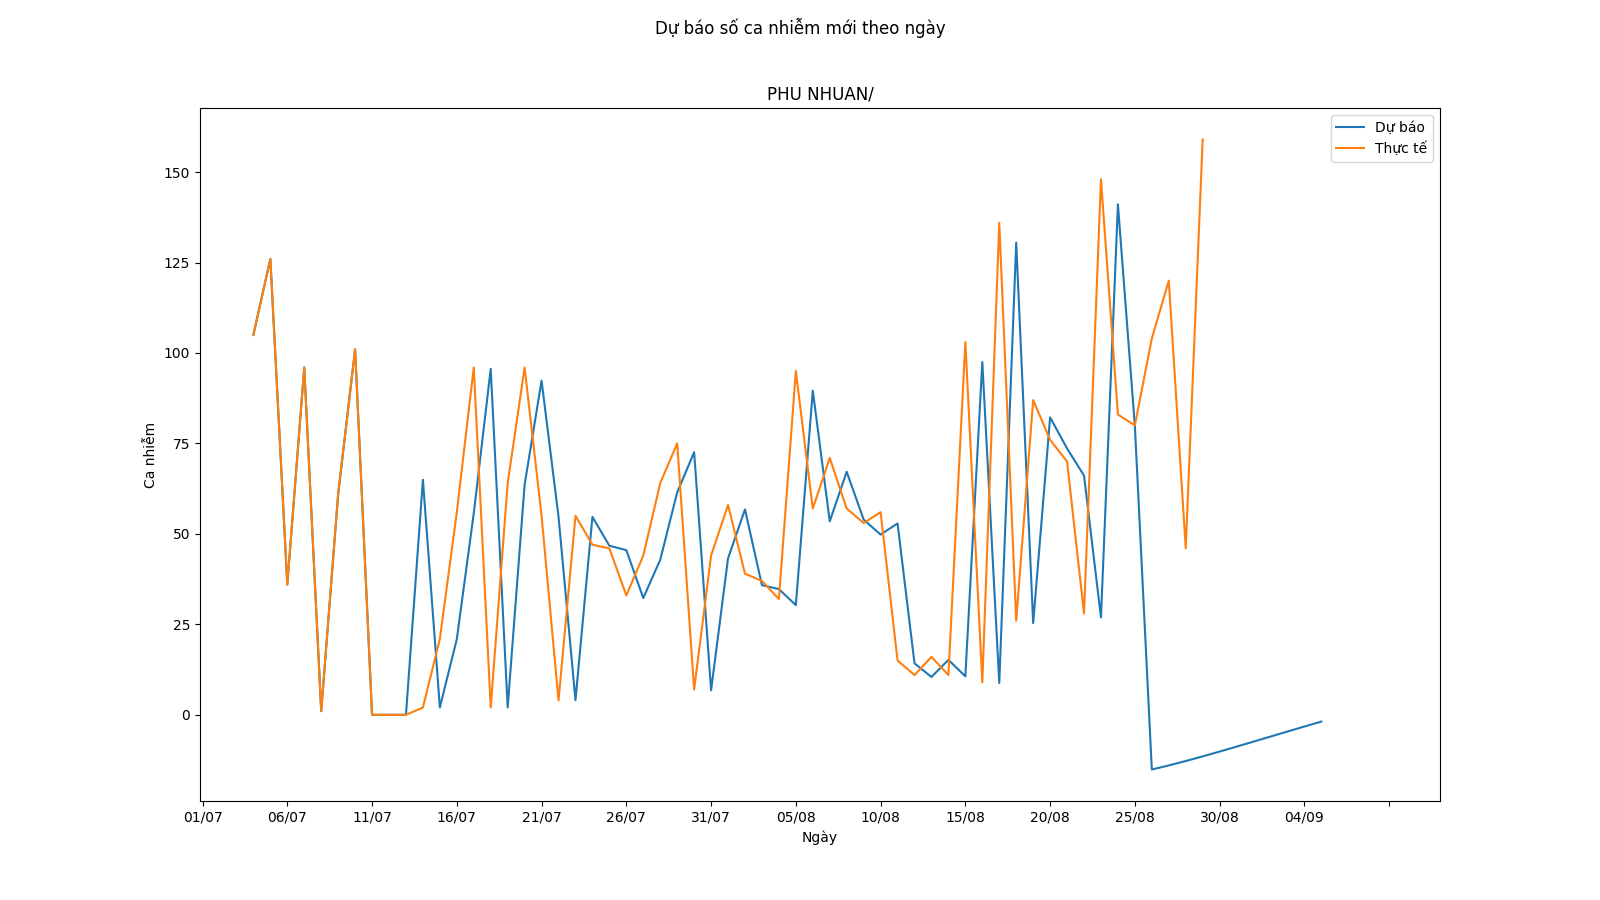 Dự báo số ca nhiễm mới theo ngày
PHU NHUAN/
Dự báo
Thực tế
150
125
100
75
50
25
0
Ca nhiễm
01/07 06/07 11/07 16/07 21/07 26/07 31/07 05/08 10/08 15/08 20/08 25/08 30/08 04/09
Ngày